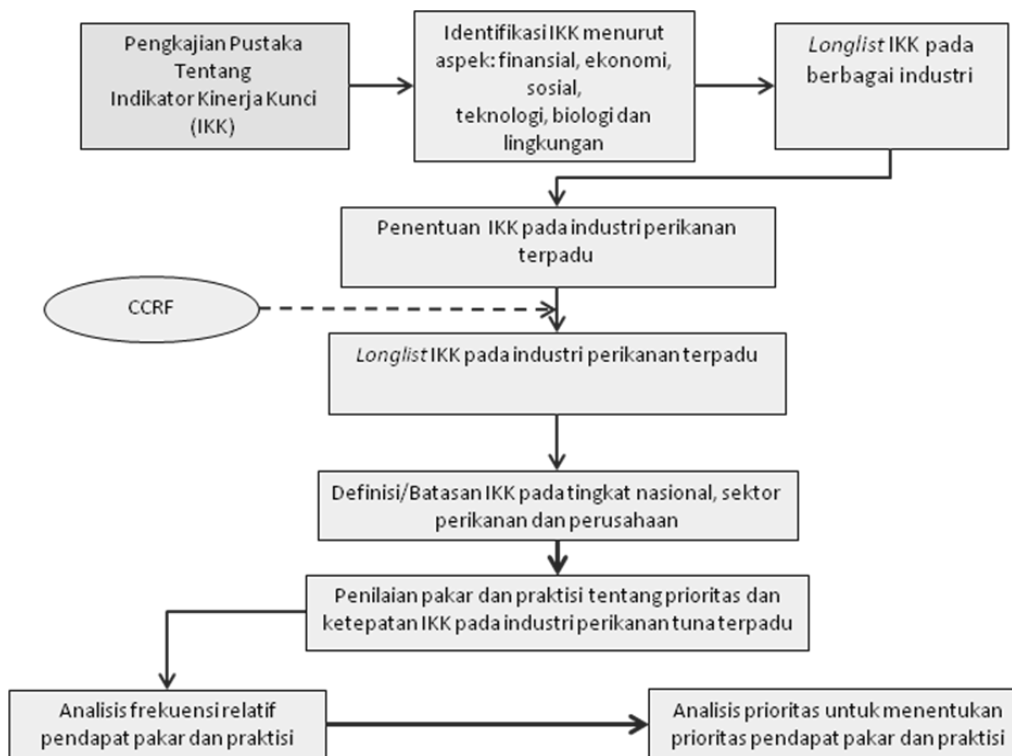 Pengkajian Pustaka
Tentang
Indikator Kinerja Kunci
(IKK)
Identifikasi IKK menurut
aspek: finansial, ekonomi,
sosial,
teknologi, biologi dan
lingkungan
Longlist IKK pada
berbagai industri
Penentuan IKK pada industri perikanan
terpadu
CCRF
Longlist IKK pada industri perikanan terpadu
Definisi/Batasan IKK pada tingkat nasional, sektor
perikanan dan perusahaan
Penilaian pakar dan praktisi tentang prioritas dan
ketepatan IKK pada industri perikanan tuna terpadu
Analisis frekuensi relatif
pendapat pakar dan praktisi
Analisis prioritas untuk menentukan
prioritas pendapat pakar dan praktisi